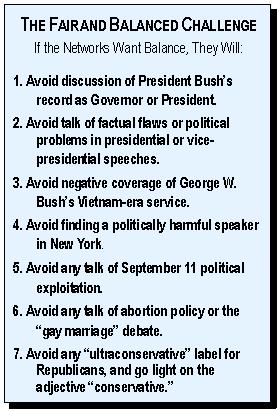 THE FAIR AND BALANCED CHALLENGE
If the Networks Want Balance, They Will:
1. Avoid discussion of President Bush's
record as Governor or President.
2. Avoid talk of factual flaws or political
problems in presidential or vice-
presidential speeches.
3. Avoid negative coverage of George W.
Bush's Vietnam-era service.
4. Avoid finding a politically harmful speaker
in New York.
5. Avoid any talk of September 11 political
exploitation.
6. Avoid any talk of abortion policy or the
"gay marriage" debate.
7. Avoid any "ultraconservative" label for
Republicans, and go light on the
adjective "conservative."